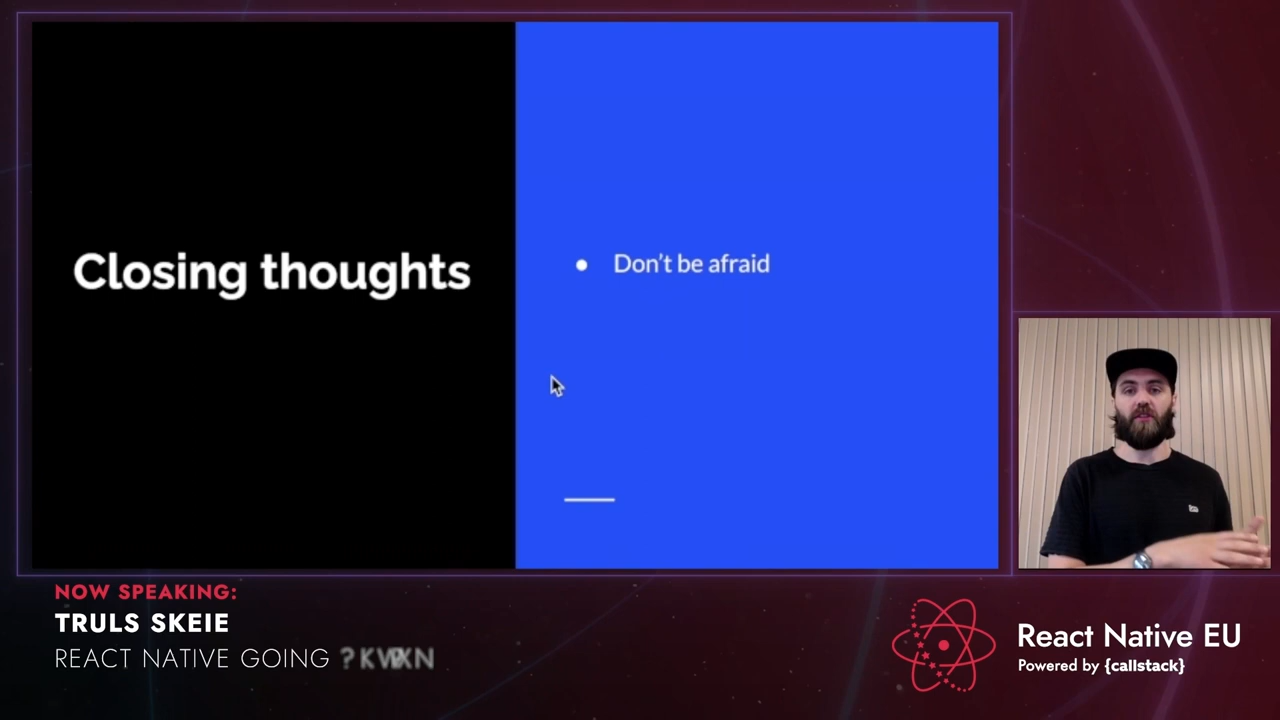 Closing thoughts
Don't be afraid
NOW SPEAKING:
TRULS SKEIE
REACT NATIVE GOING
React Native EU
Powered by {callstack}